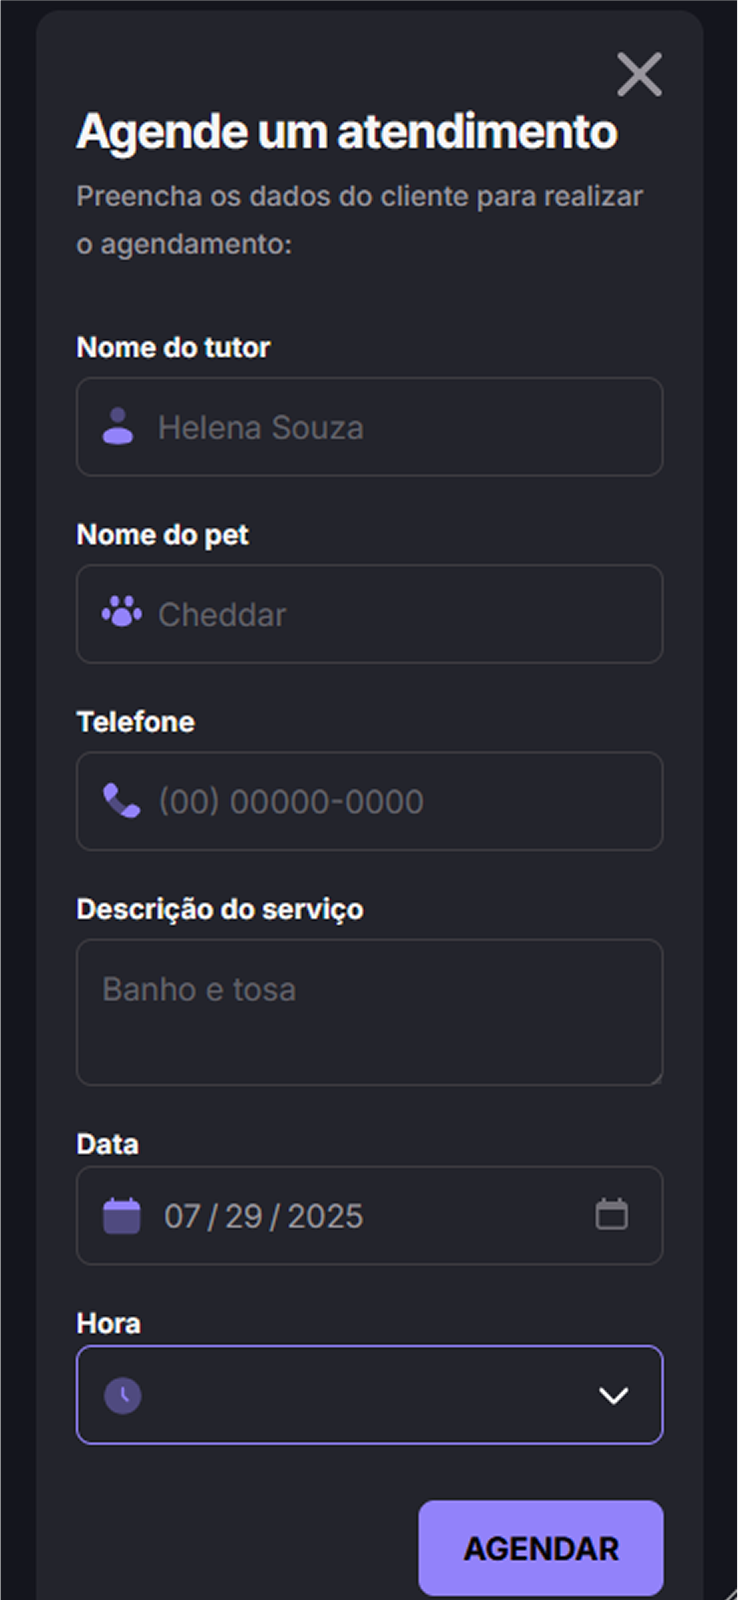 Agende um atendimento
Preencha os dados do cliente para realizar
o agendamento:
Nome do tutor
Helena Souza
Nome do pet
Cheddar
Telefone
(00) 00000-0000
Descrição do serviço
Banho e tosa
Data
07 / 29 / 2025
Hora
AGENDAR